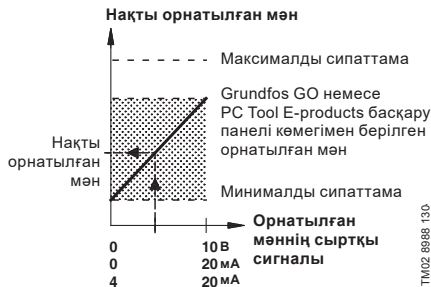 Нақты орнатылған мән
Максималды сипаттама
Grundfos GO немесе
PC Tool E-products басқару
панелі көмегімен берілген
орнатылған мән
Нақты
орнатылған
мән
Минималды сипаттама
Орнатылған
мәннің сыртқы
сигналы
0 10 В
0 20 мА
4 20 мА
TM02 8988 130-